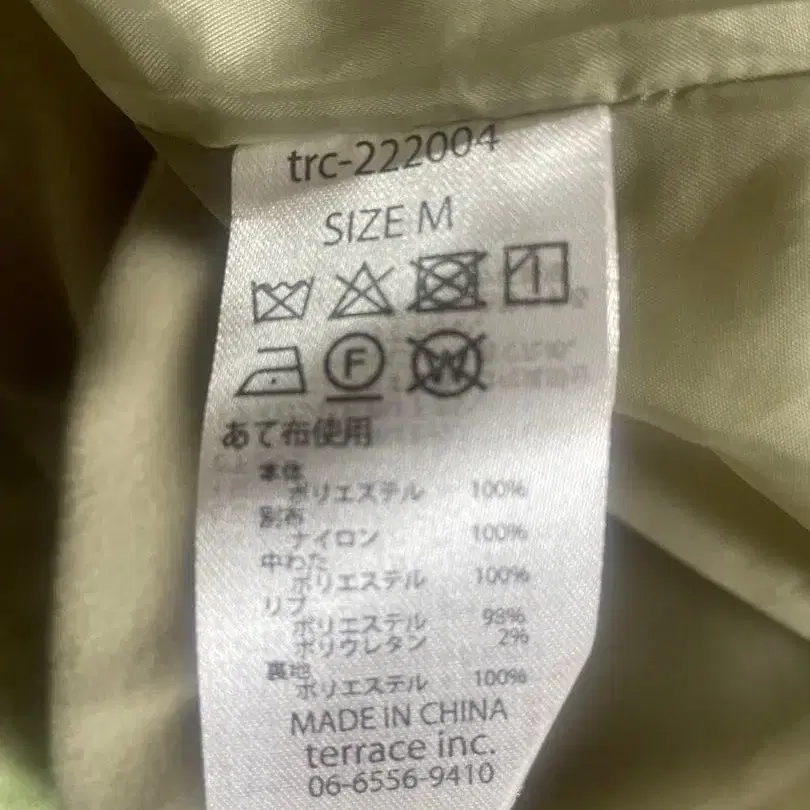 trc-222004
SIZE M
F W
あて布使用
本体
ポリエステル 100%
別布
ナイロン 100%
中わた
ポリエステル 100%
リブ
ポリエステル 98%
ポリウレタン 2%
裏地
ポリエステル 100%
MADE IN CHINA
terrace inc.
06-6556-9410